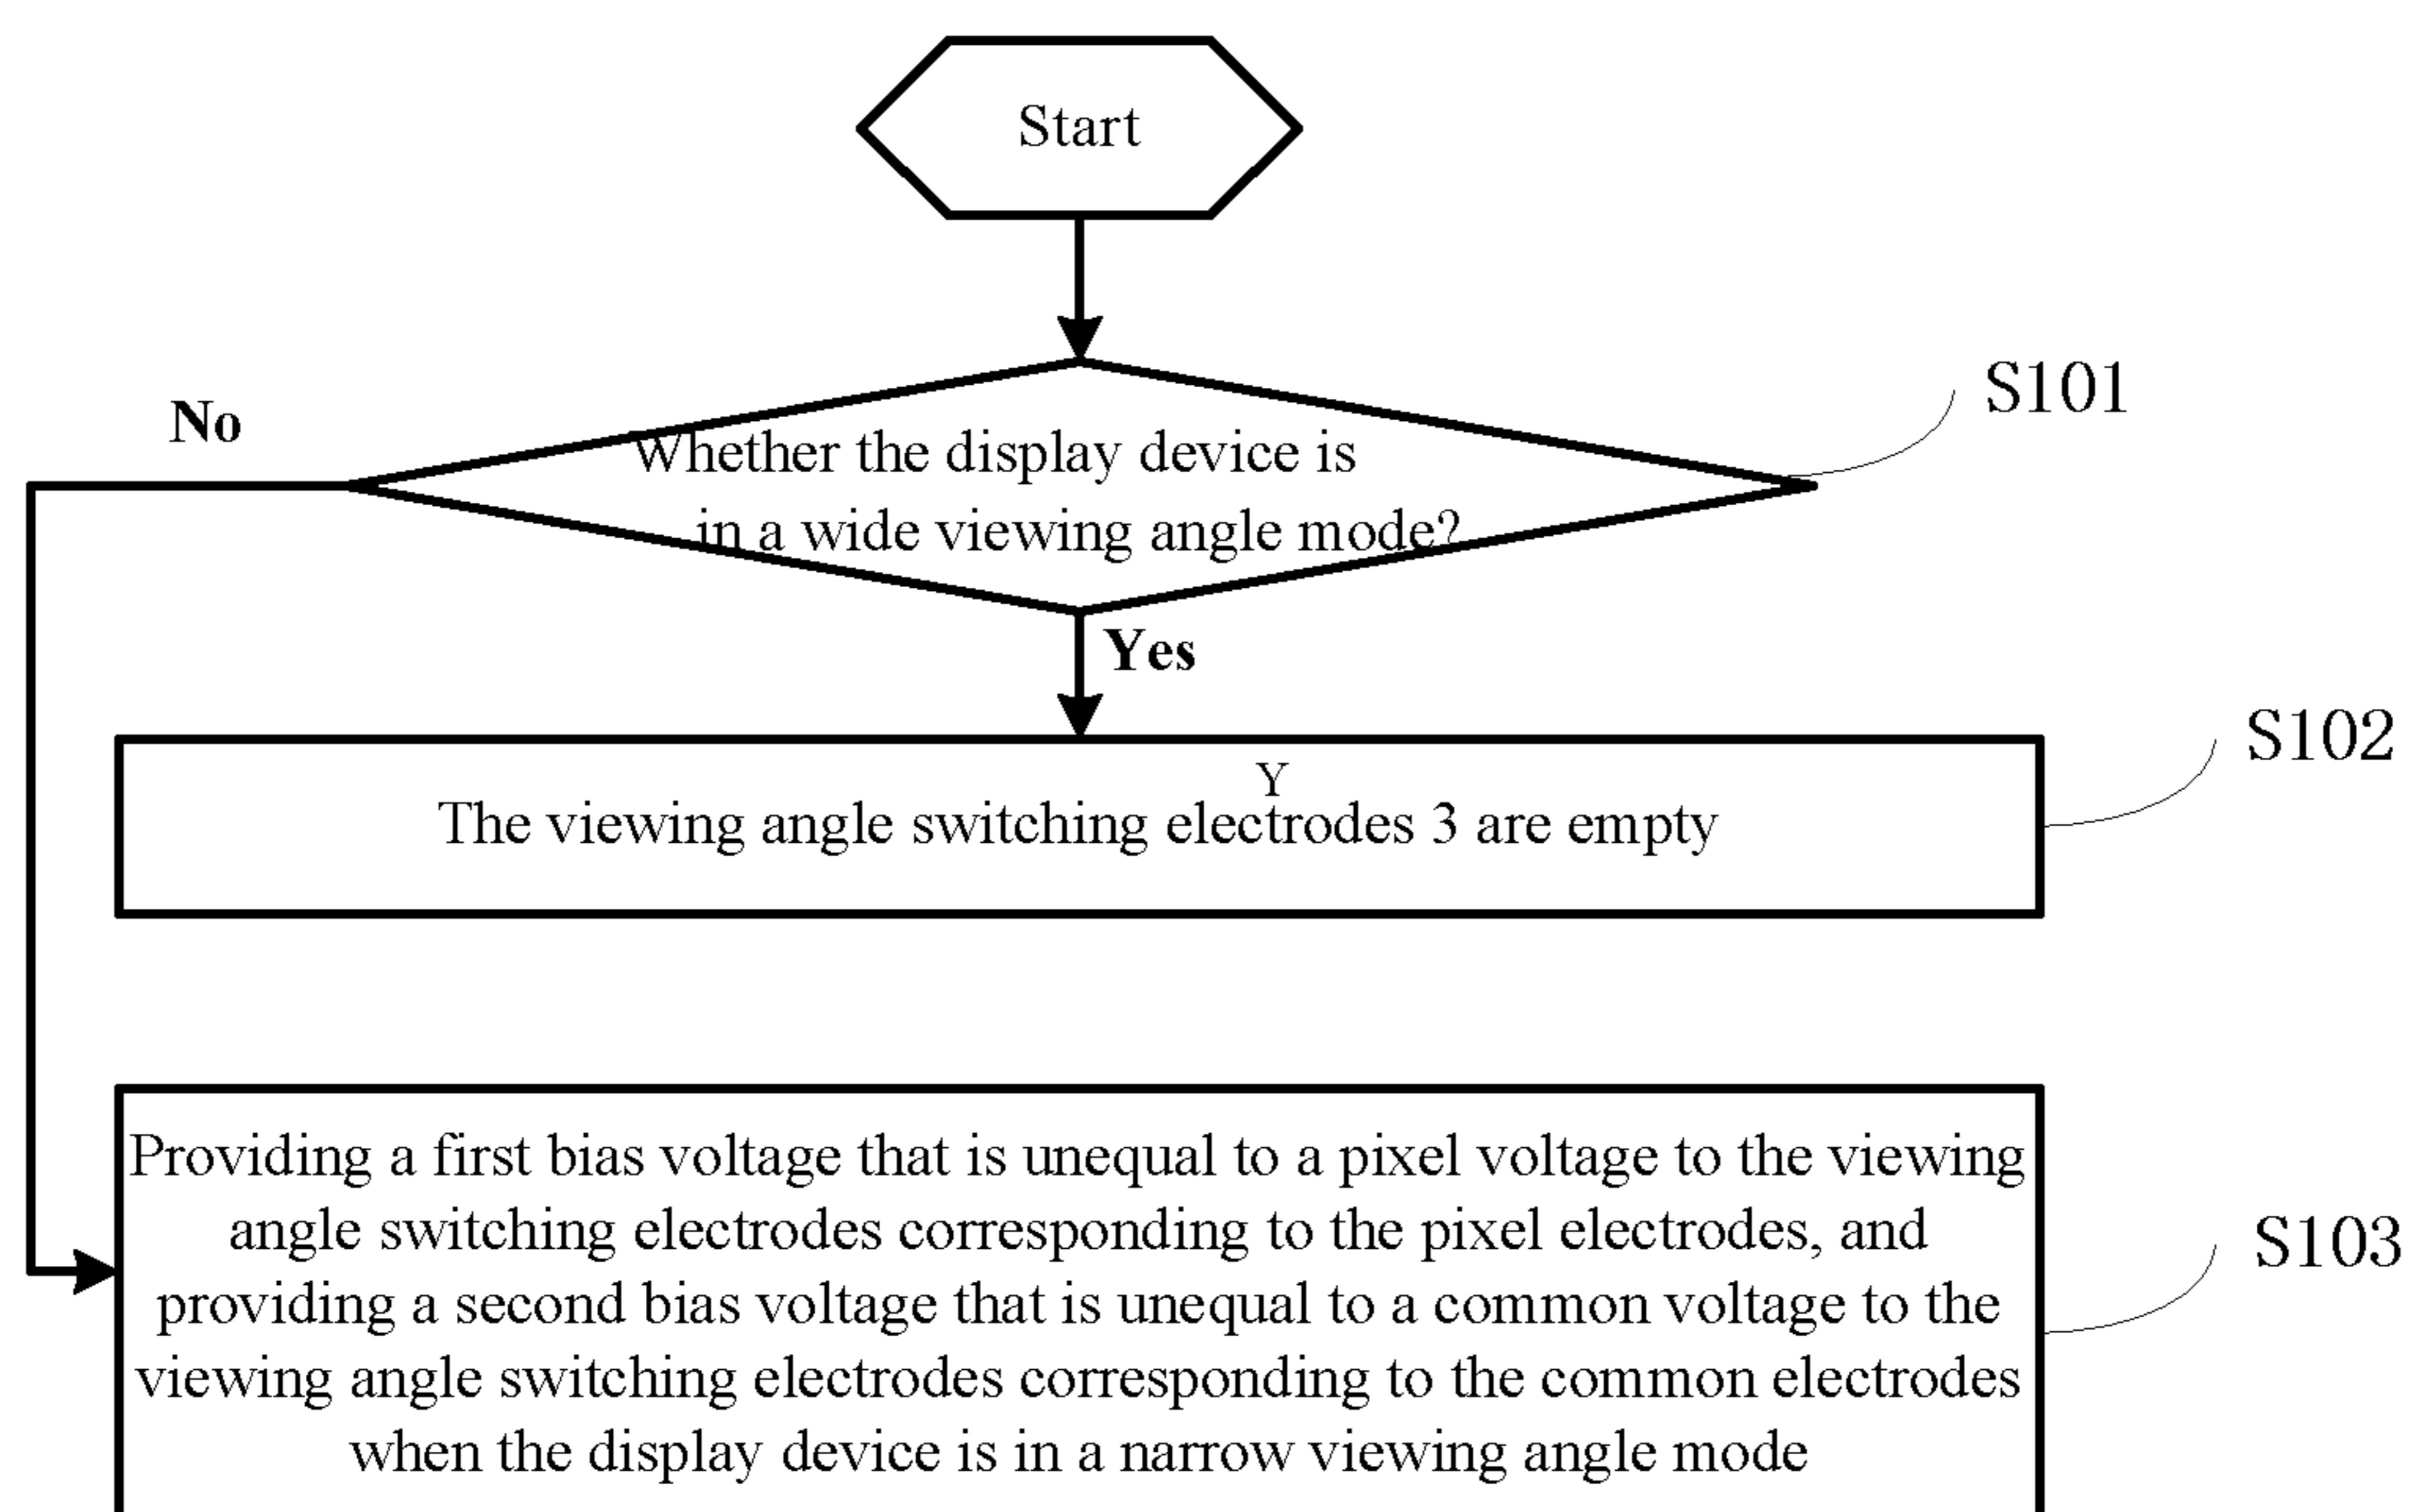 Start
No
S101
Whether the display device is
in a wide viewing angle mode?
Yes
S102
Y
The viewing angle switching electrodes 3 are empty
Providing a first bias voltage that is unequal to a pixel voltage to the viewing
angle switching electrodes corresponding to the pixel electrodes, and
S103
providing a second bias voltage that is unequal to a common voltage to the
viewing angle switching electrodes corresponding to the common electrodes
when the display device is in a narrow viewing angle mode